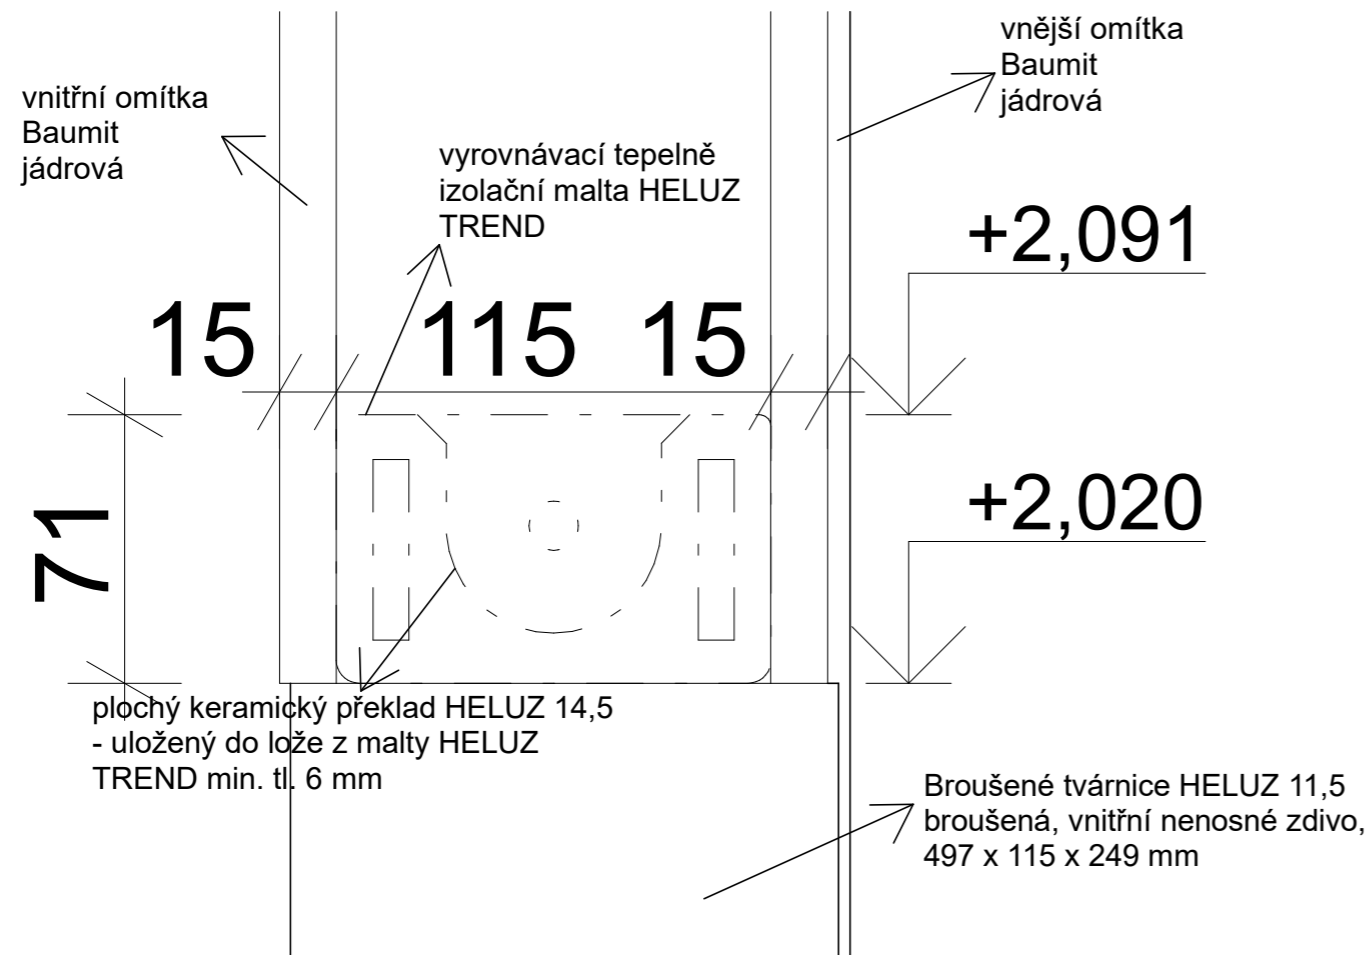 vnitřní omítka
Baumit
jádrová
vyrovnávací tepelně
izolační malta HELUZ
TREND
vnější omítka
Baumit
jádrová
+2,091
15 115 15
71
+2,020
plochý keramický překlad HELUZ 14,5
- uložený do lože z malty HELUZ
TREND min. tl. 6 mm
Broušené tvárnice HELUZ 11,5
broušená, vnitřní nenosné zdivo,
497 x 115 x 249 mm